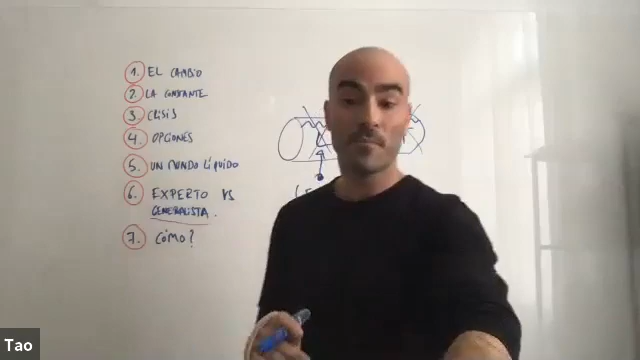 1. EL CAMBIO
2. LA CONSTANTE
3. CRISIS
4. OPCIONES
5. UN MUNDO LÍQUIDO
6. EXPERTO VS
GENERALISTA.
7. CÓMO?
Tao